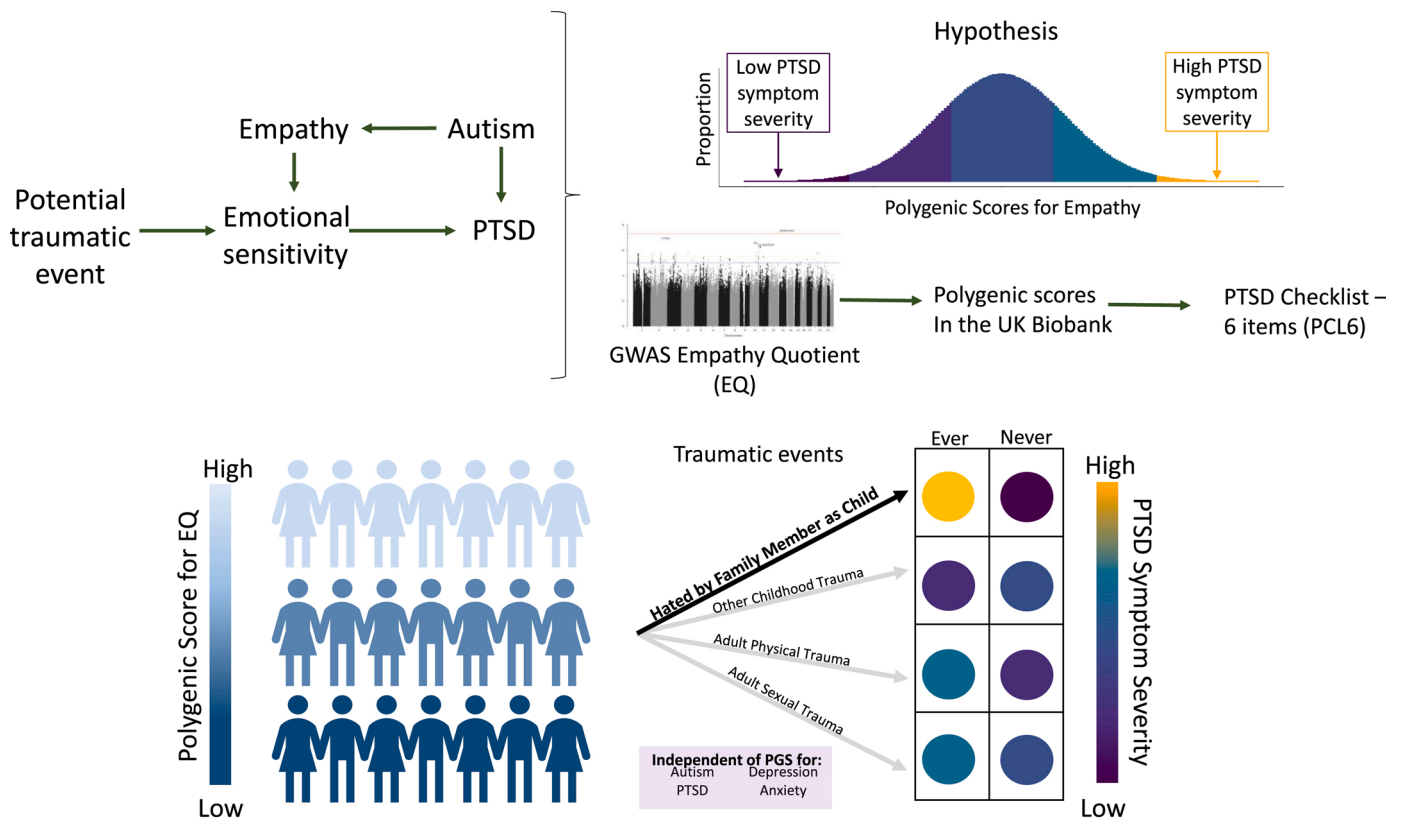 Empathy
Autism
Potential
traumatic
event
Emotional
sensitivity
PTSD
Hypothesis
Low PTSD
symptom
severity
High PTSD
symptom
severity
Proportion
Polygenic Scores for Empathy
GWAS Empathy Quotient
(EQ)
Polygenic scores
In the UK Biobank
PTSD Checklist –
6 items (PCL6)
High
Polygenic Score for EQ
Low
Traumatic events
Hated by Family Member as Child
Other Childhood Trauma
Adult Physical Trauma
Adult Sexual Trauma
Independent of PGS for:
Autism Depression
PTSD Anxiety
Ever Never
High
PTSD Symptom Severity
Low